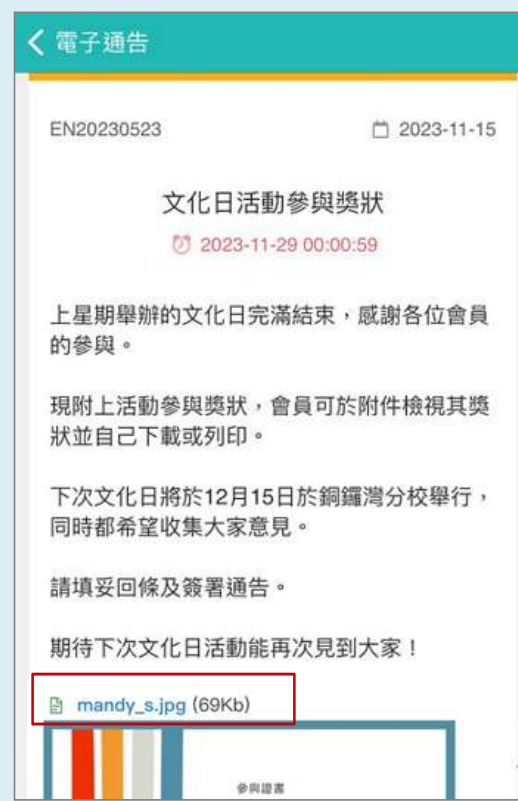 電子通告
EN20230523
2023-11-15
文化日活動參與獎狀
2023-11-29 00:00:59
上星期舉辦的文化日完滿結束，感謝各位會員
的參與。
現附上活動參與獎狀，會員可於附件檢視其獎
狀並自己下載或列印。
下次文化日將於12月15日於銅鑼灣分校舉行，
同時都希望收集大家意見。
請填妥回條及簽署通告。
期待下次文化日活動能再次見到大家！
mandy_s.jpg (69Kb)
參與證書